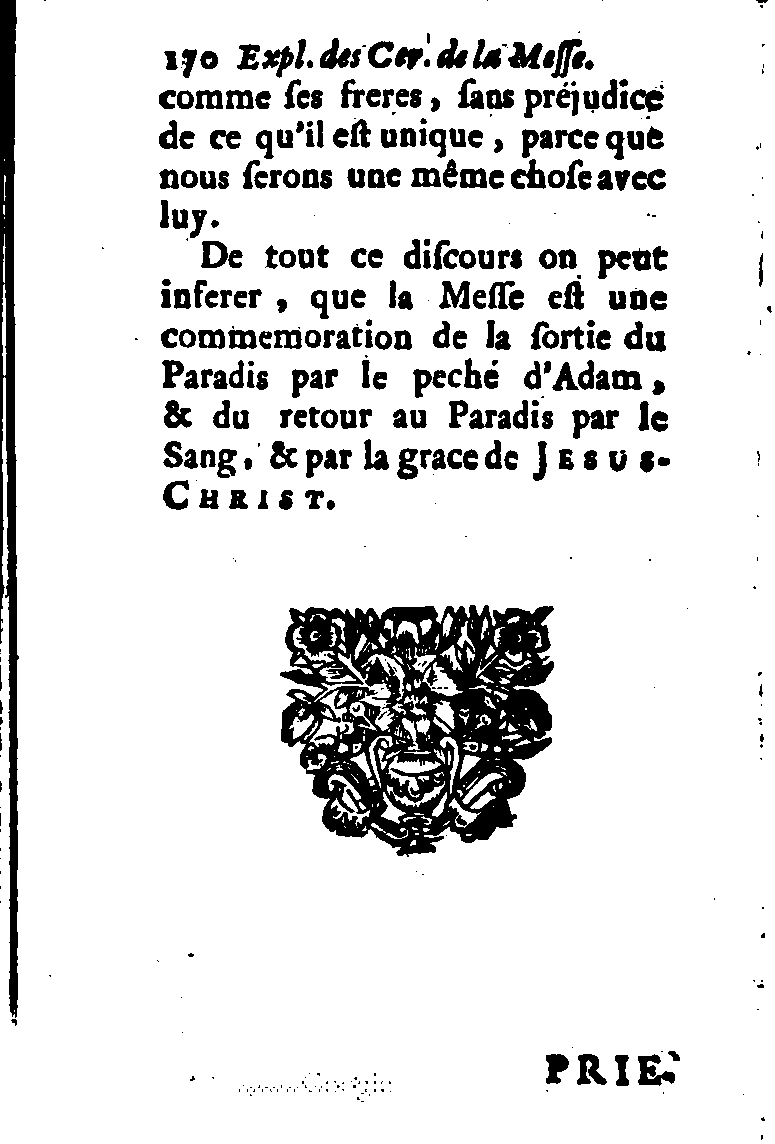 170 Expl. des Cer. de la Messe.
comme ſes freres, ſans préjudice
de ce qu'il eſt unique, parce que
nous ſerons une même choſe avec
luy.
De tout ce diſcours on peut
inferer, que la Meſſe eſt une
commemoration de la ſortie du
Paradis par le peché d'Adam,
& du retour au Paradis par le
Sang, & par la grace de JESUS-
CHRIST.
PRIE-
Google